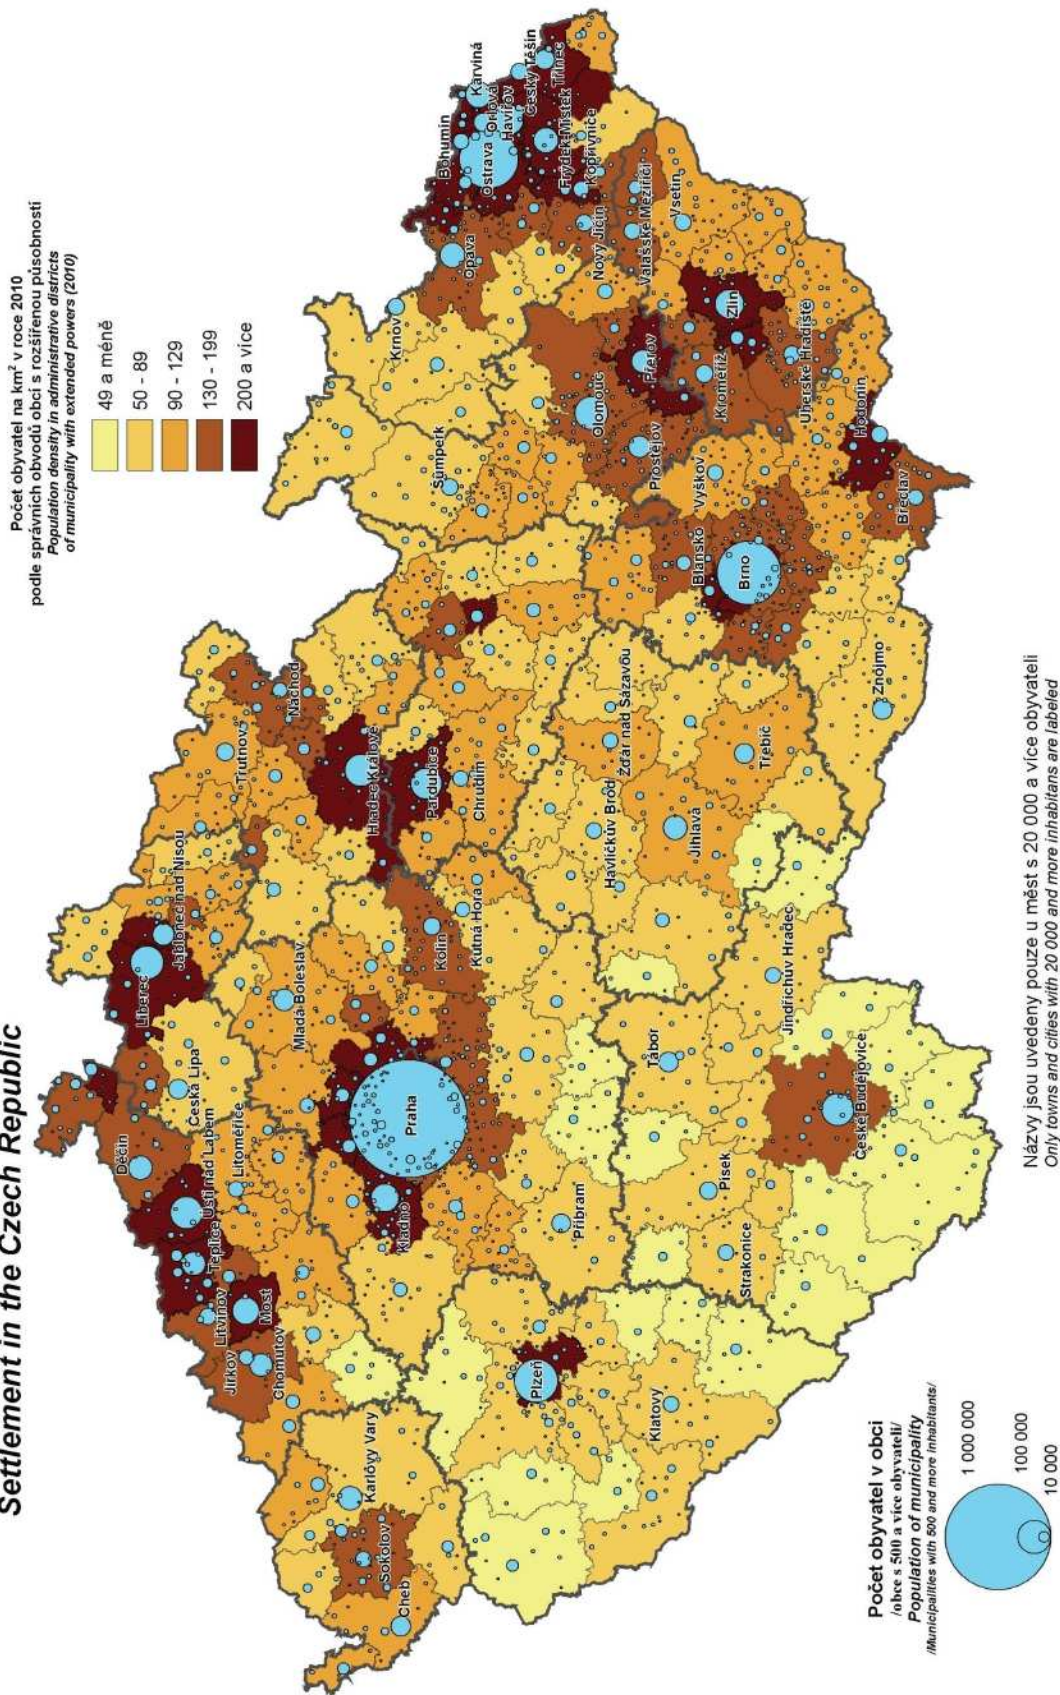 Settlement in the Czech Republic
Počet obyvatel na km² v roce 2010
podle správních obvodů obcí s rozšířenou působností
Population density in administrative districts
of municipality with extended powers (2010)
49 a méně
50 - 89
90 - 129
130 - 199
200 a více
Děčín
Liberec
Jablonec nad Nisou
Česká Lípa
Teplice
Ústí nad Labem
Litoměřice
Litvínov
Most
Jirkov
Chomutov
Trutnov
Náchod
Mladá Boleslav
Karlovy Vary
Sokolov
Cheb
Kladno
Praha
Hradec Králové
Pardubice
Kolín
Kutná Hora
Chrudim
Šumperk
Krnov
Opava
Bohumín
Ostrava
Karviná
Orlová
Havířov
Český Těšín
Třinec
Frýdek-Místek
Kopřivnice
Nový Jičín
Valašské Meziříčí
Vsetín
Plzeň
Příbram
Klatovy
Strakonice
Písek
Tábor
Havlíčkův Brod
Žďár nad Sázavou
Jihlava
Třebíč
Jindřichův Hradec
České Budějovice
Olomouc
Přerov
Prostějov
Kroměříž
Zlín
Uherské Hradiště
Vyškov
Blansko
Brno
Hodonín
Břeclav
Znojmo
Počet obyvatel v obci
/obce s 500 a více obyvateli/
Population of municipality
/Municipalities with 500 and more inhabitants/
1 000 000
100 000
10 000
Názvy jsou uvedeny pouze u měst s 20 000 a více obyvateli
Only towns and cities with 20 000 and more inhabitans are labeled